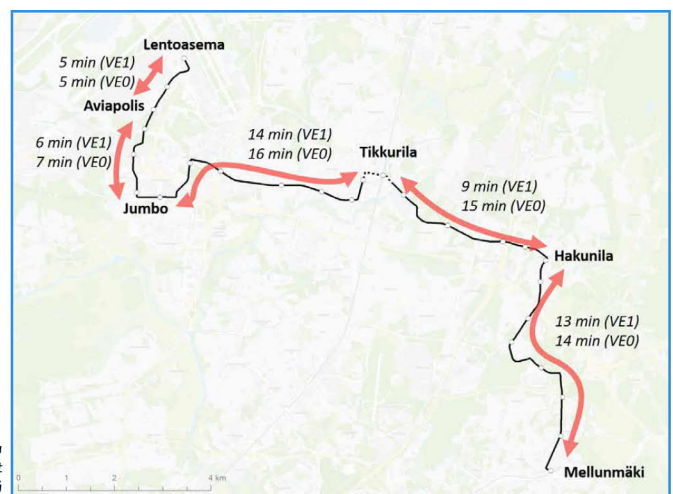 Lentoasema
5 min (VE1)
5 min (VE0)
Aviapolis
6 min (VE1)
7 min (VE0)
Jumbo
14 min (VE1)
16 min (VE0)
Tikkurila
9 min (VE1)
15 min (VE0)
Hakunila
13 min (VE1)
14 min (VE0)
Mellunmäki
0 1 2 4 km